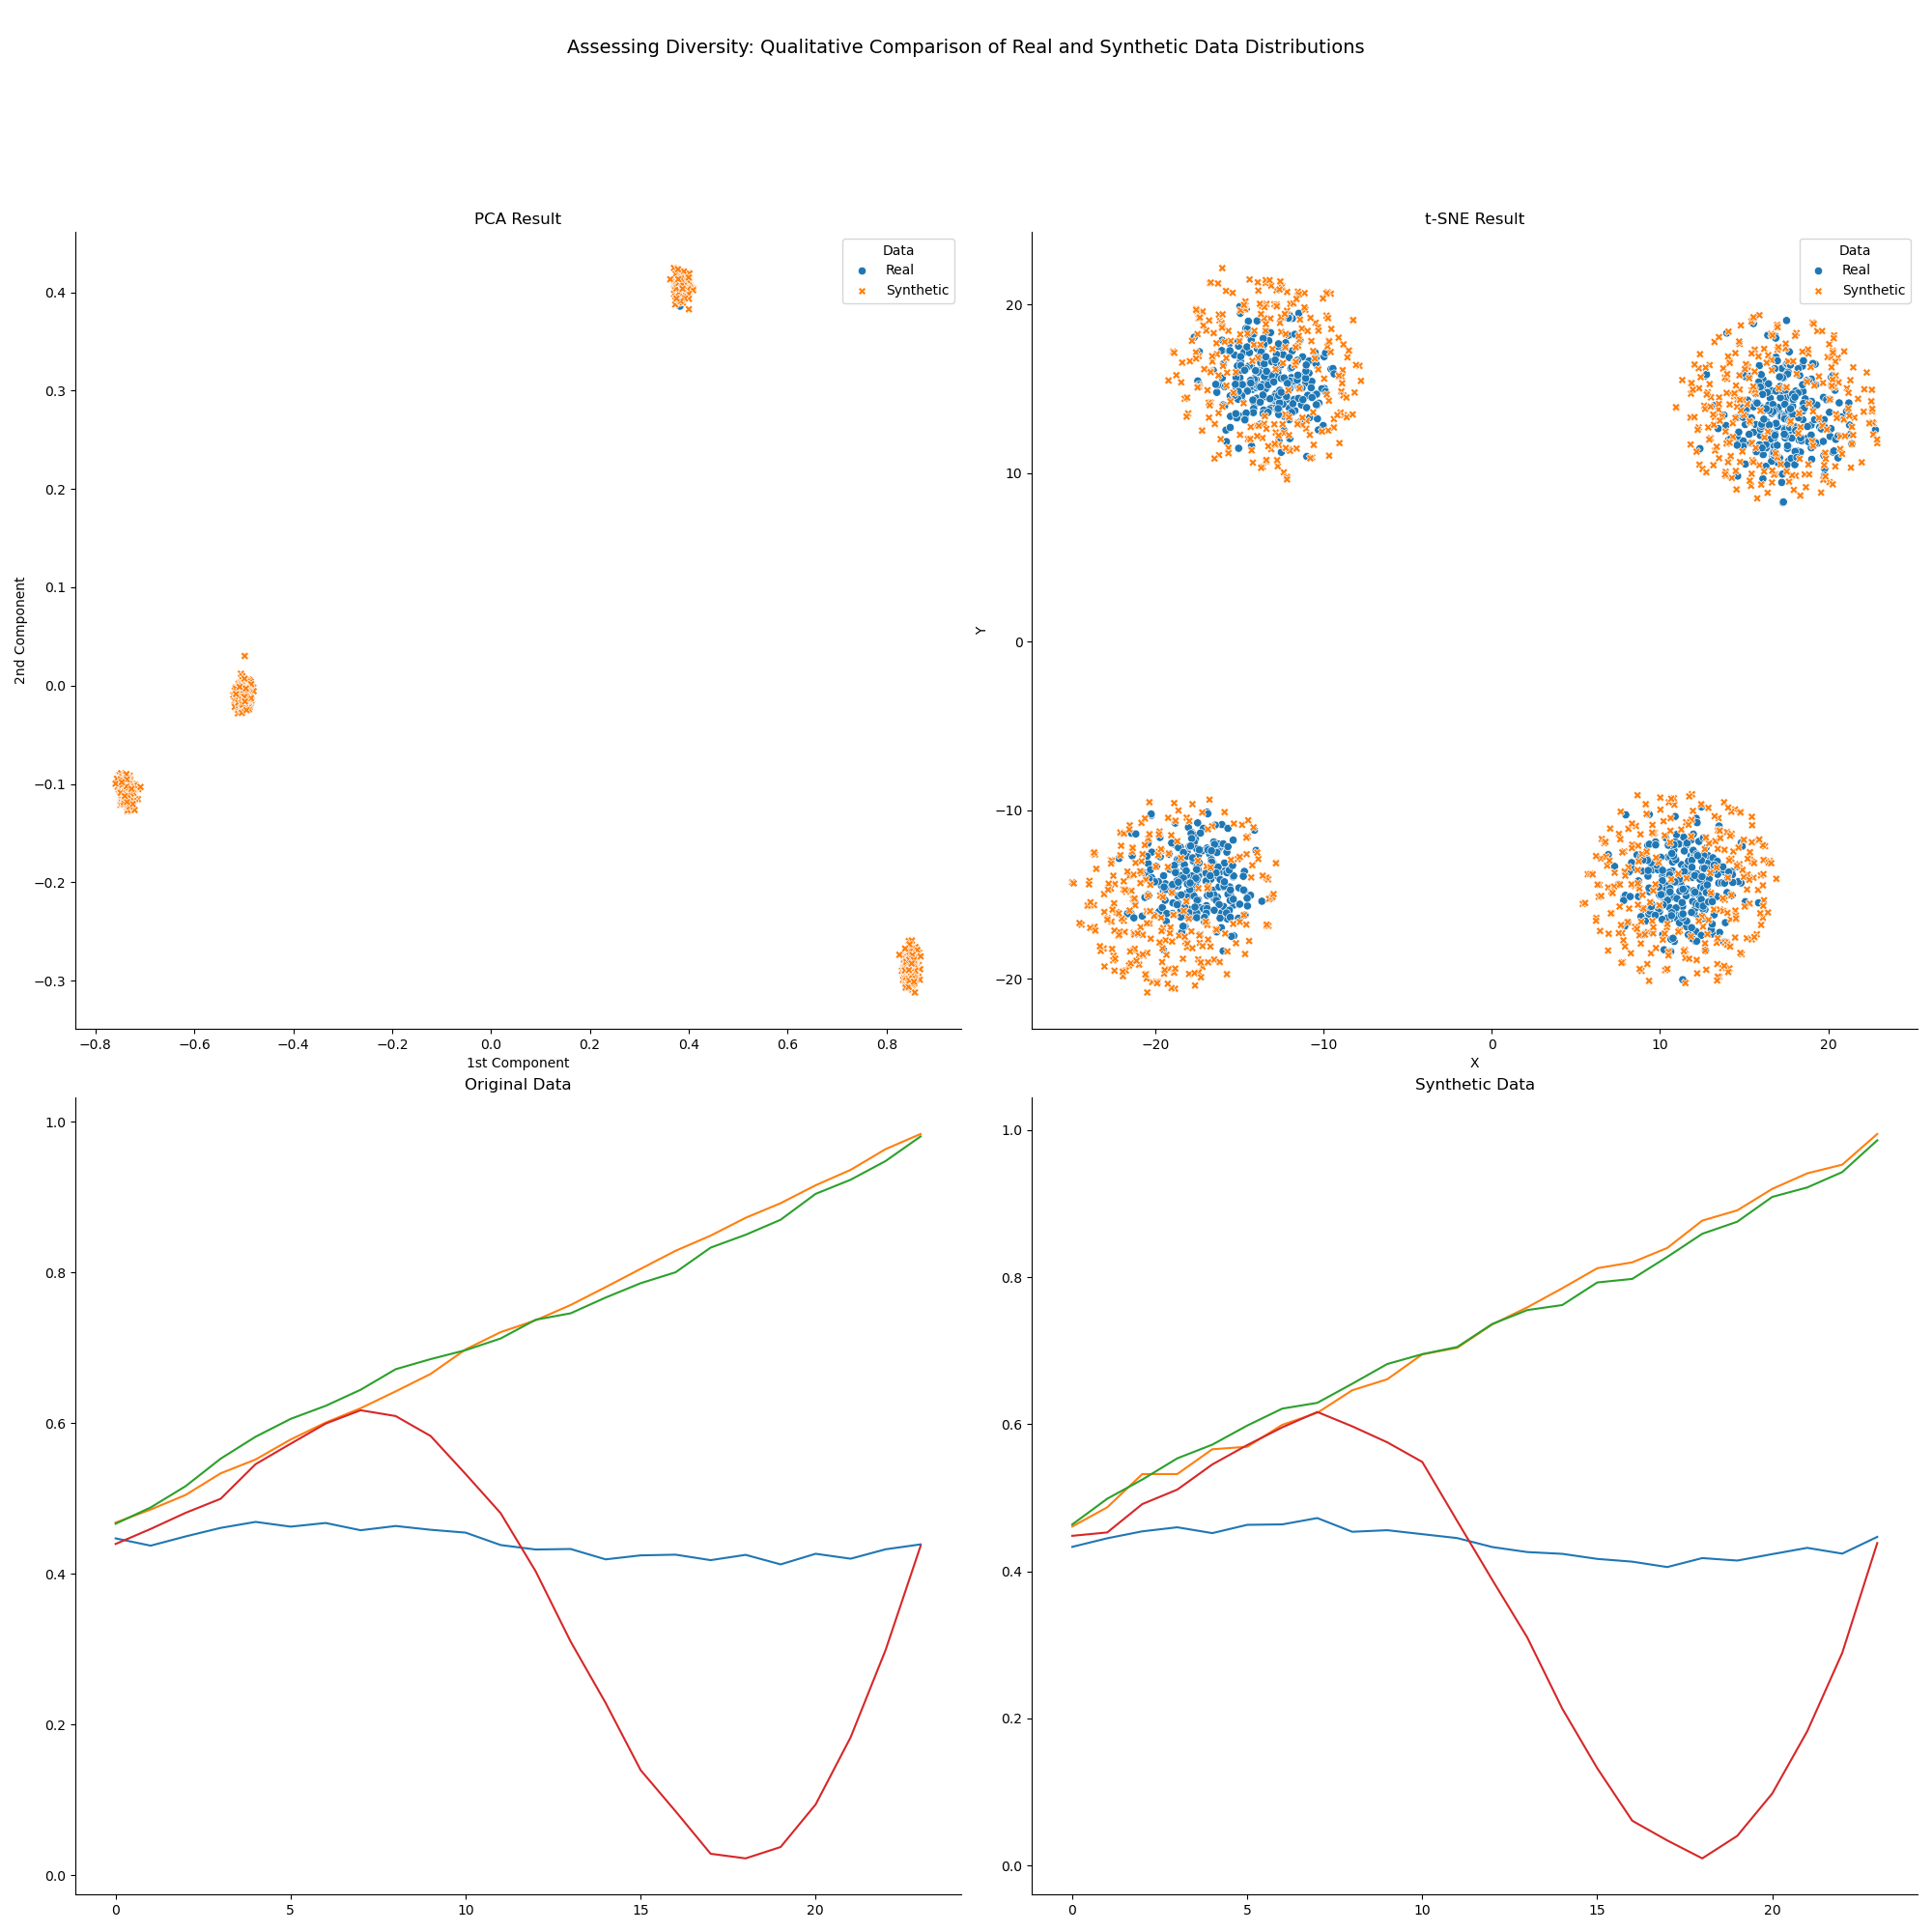 Assessing Diversity: Qualitative Comparison of Real and Synthetic Data Distributions
PCA Result
Data
Real
Synthetic
0.4
0.3
0.2
0.1
0.0
−0.1
−0.2
−0.3
2nd Component
−0.8 −0.6 −0.4 −0.2 0.0 0.2 0.4 0.6 0.8
1st Component
t-SNE Result
Data
Real
Synthetic
20
10
0
−10
−20
Y
−20 −10 0 10 20
X
Original Data
1.0
0.8
0.6
0.4
0.2
0.0
0 5 10 15 20
Synthetic Data
1.0
0.8
0.6
0.4
0.2
0.0
0 5 10 15 20